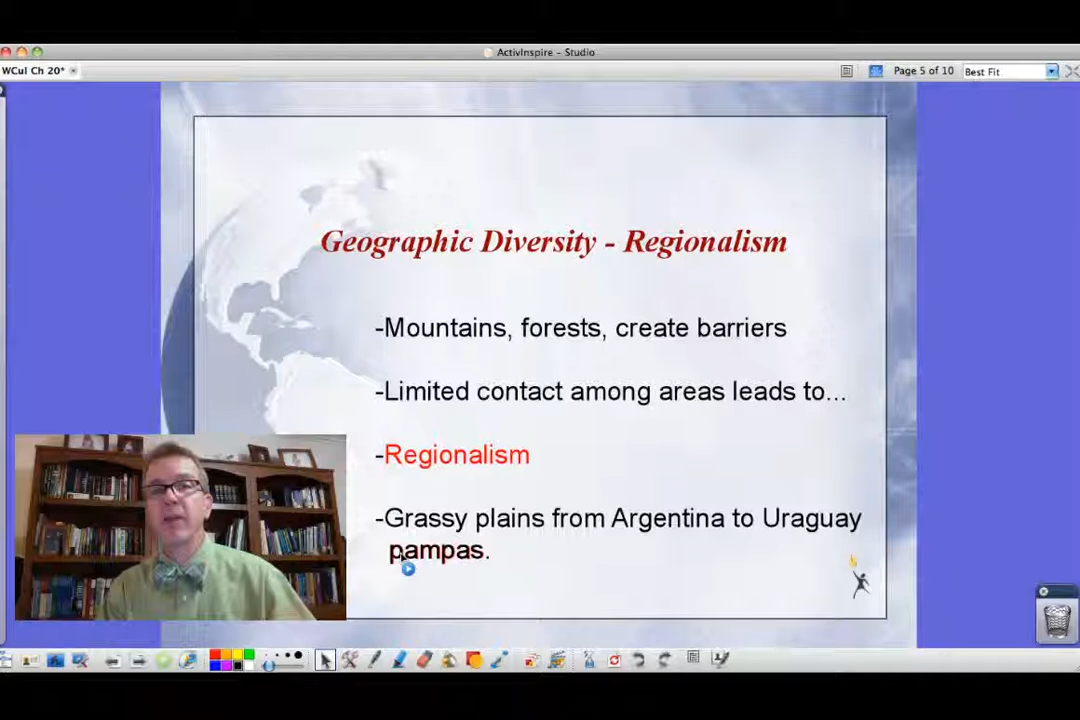 ActivInspire – Studio
WCul Ch 20*
Page 5 of 10
Best Fit
Geographic Diversity - Regionalism
-Mountains, forests, create barriers
-Limited contact among areas leads to...
-Regionalism
-Grassy plains from Argentina to Uraguay
pampas.